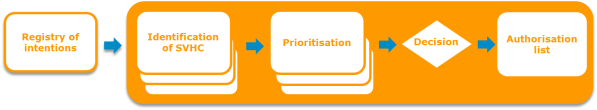 Registry of
intentions
Identification
of SVHC
Prioritisation
Decision
Authorisation
list